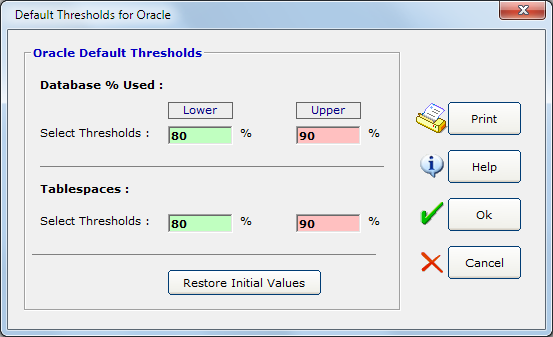 Default Thresholds for Oracle
Oracle Default Thresholds
Database % Used :
Lower Upper
Select Thresholds : 80 % 90 %
Tablespaces :
Select Thresholds : 80 % 90 %
Restore Initial Values
Print
Help
Ok
Cancel